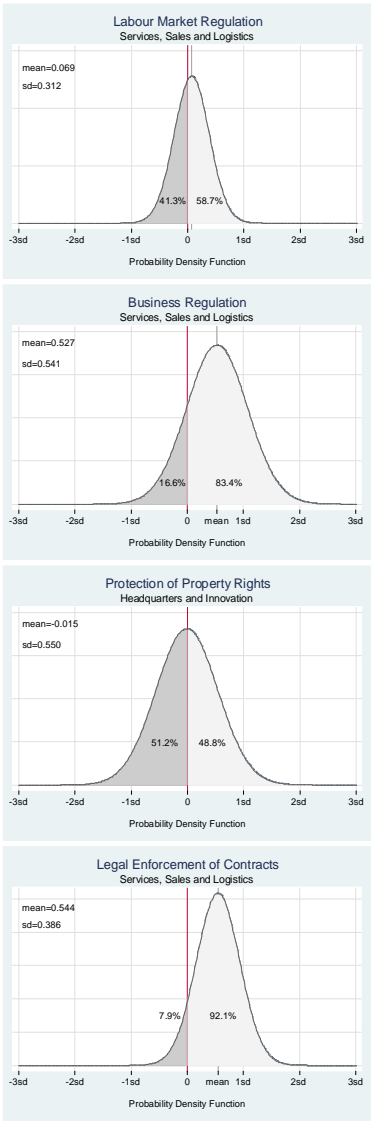 Labour Market Regulation
Services, Sales and Logistics
mean=0.069
sd=0.312
41.3% 58.7%
-3sd -2sd -1sd 0 1sd 2sd 3sd
Probability Density Function
Business Regulation
Services, Sales and Logistics
mean=0.527
sd=0.541
16.6% 83.4%
-3sd -2sd -1sd 0 mean 1sd 2sd 3sd
Probability Density Function
Protection of Property Rights
Headquarters and Innovation
mean=-0.015
sd=0.550
51.2% 48.8%
-3sd -2sd -1sd 0 1sd 2sd 3sd
Probability Density Function
Legal Enforcement of Contracts
Services, Sales and Logistics
mean=0.544
sd=0.386
7.9% 92.1%
-3sd -2sd -1sd 0 mean 1sd 2sd 3sd
Probability Density Function